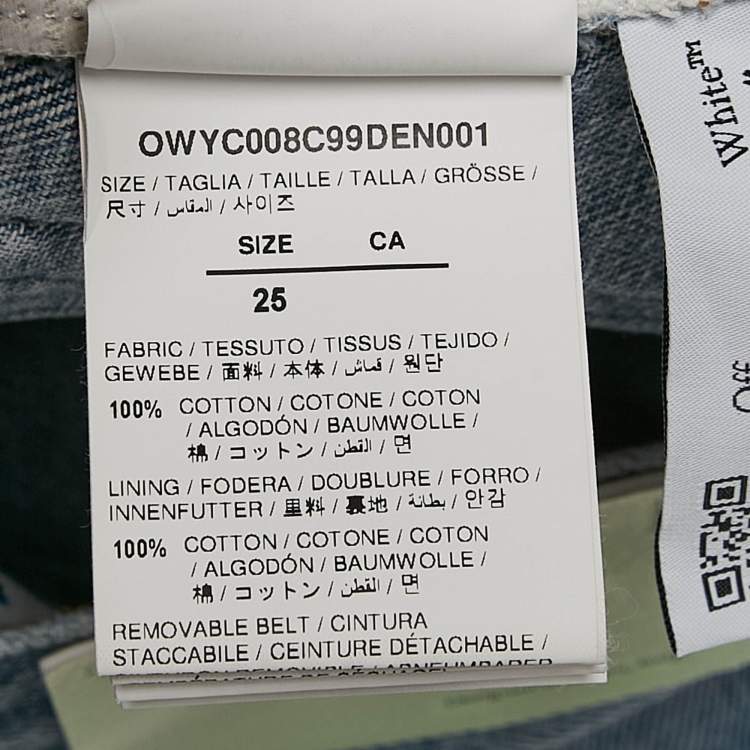 OWYC008C99DEN001
SIZE / TAGLIA / TAILLE / TALLA / GRÖSSE /
尺寸 / المقاس / 사이즈
SIZE CA
25
FABRIC / TESSUTO / TISSUS / TEJIDO /
GEWEBE / 面料 / 本体 / قماش / 원단
100% COTTON / COTONE / COTON
/ ALGODÓN / BAUMWOLLE /
棉 / コットン / القطن / 면
LINING / FODERA / DOUBLURE / FORRO /
INNENFUTTER / 里料 / 裏地 / بطانة / 안감
100% COTTON / COTONE / COTON
/ ALGODÓN / BAUMWOLLE /
棉 / コットン / القطن / 면
REMOVABLE BELT / CINTURA
STACCABILE / CEINTURE DÉTACHABLE /
White™
Off